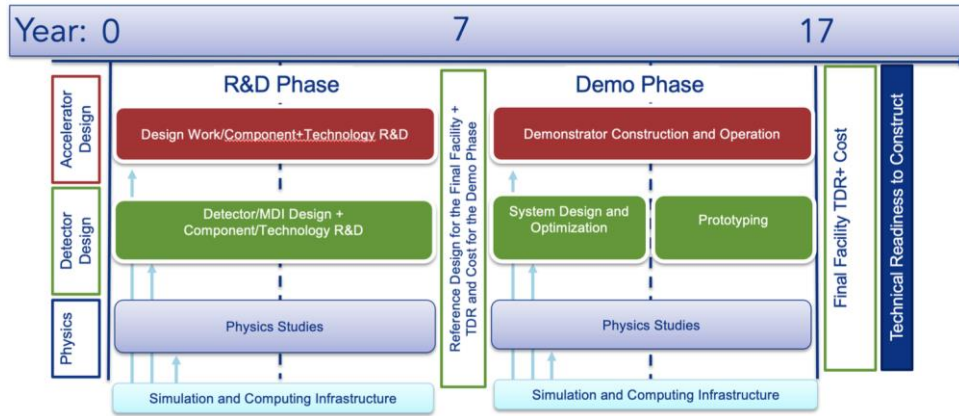 Year: 0 7 17
R&D Phase
Demo Phase
Accelerator
Design
Design Work/Component+Technology R&D
Demonstrator Construction and Operation
Detector
Design
Detector/MDI Design +
Component/Technology R&D
System Design and
Optimization
Prototyping
Physics
Physics Studies
Physics Studies
Simulation and Computing Infrastructure
Simulation and Computing Infrastructure
Reference Design for the Final Facility +
TDR and Cost for the Demo Phase
Final Facility TDR+ Cost
Technical Readiness to Construct